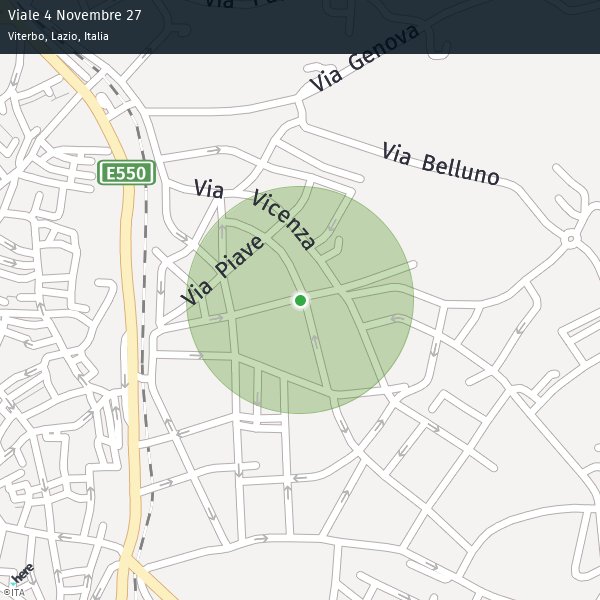 Viale 4 Novembre 27
Viterbo, Lazio, Italia
Via Genova
Via Belluno
E550
Via Vicenza
Via Piave
here
©ITA